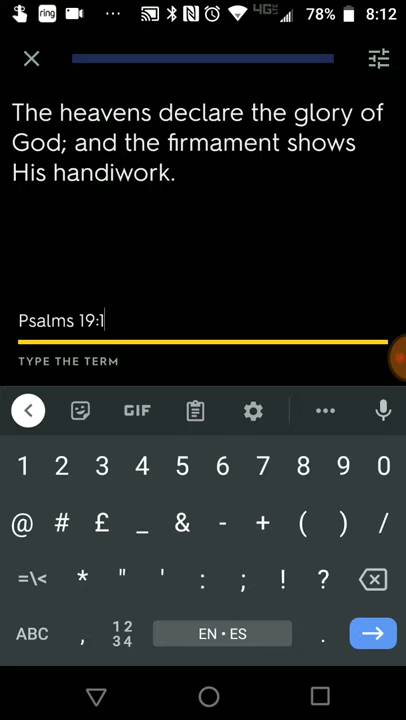 ring ... 4G LTE 78% 8:12
The heavens declare the glory of
God; and the firmament shows
His handiwork.
Psalms 19:1
TYPE THE TERM
GIF
1 2 3 4 5 6 7 8 9 0
@ # £ _ & - + ( ) /
=\< * " ' : ; ! ?
ABC , 12 EN • ES .
34